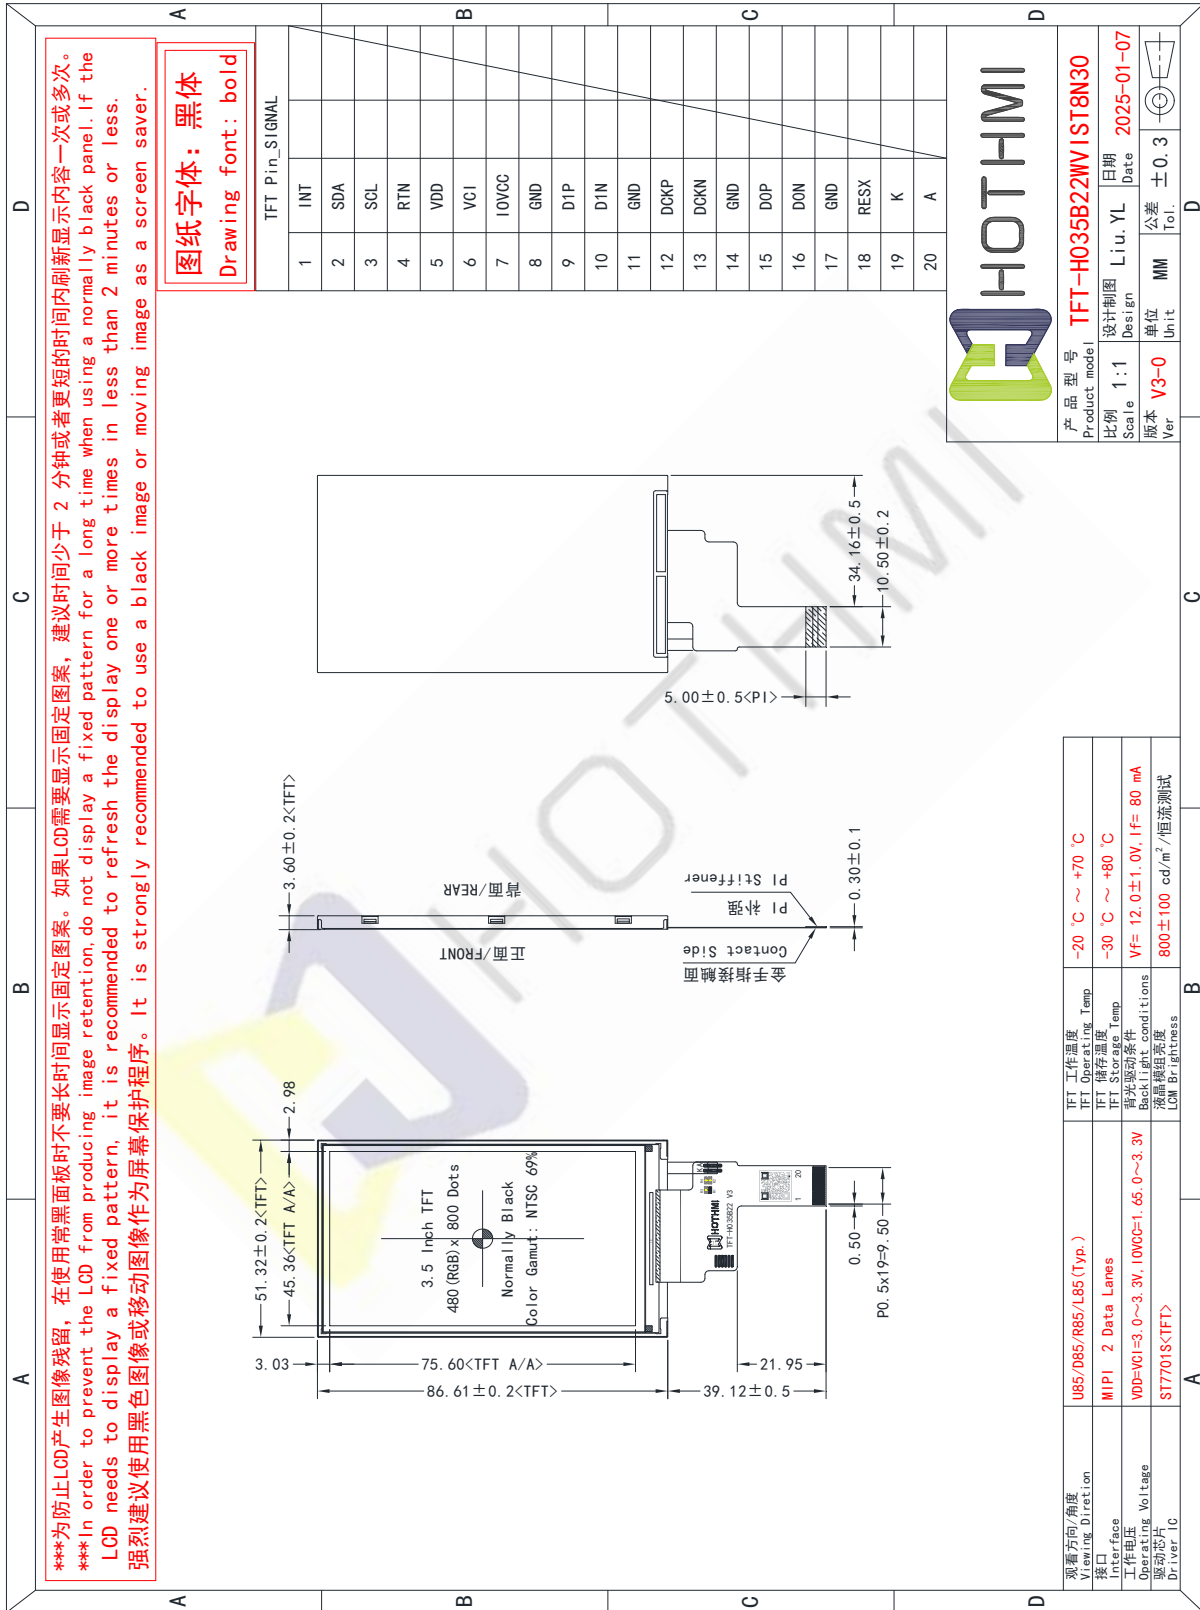 ***为防止LCD产生图像残留，在使用常黑面板时不要长时间显示固定图案。如果LCD需要显示固定图案，建议时间少于 2 分钟或者更短的时间内刷新显示内容一次或多次。
***In order to prevent the LCD from producing image retention,do not display a fixed pattern for a long time when using a normally black panel.If the
LCD needs to display a fixed pattern, it is recommended to refresh the display one or more times in less than 2 minutes or less.
强烈建议使用黑色图像或移动图像作为屏幕保护程序。It is strongly recommended to use a black image or moving image as a screen saver.
图纸字体：黑体
Drawing font: bold
TFT Pin_SIGNAL
1 INT
2 SDA
3 SCL
4 RTN
5 VDD
6 VCI
7 IOVCC
8 GND
9 D1P
10 D1N
11 GND
12 DCKP
13 DCKN
14 GND
15 DOP
16 DON
17 GND
18 RESX
19 K
20 A
A B C D
A B C D
A B C D
A B C D
51.32±0.2<TFT>
45.36<TFT A/A>
2.98
3.03
75.60<TFT A/A>
86.61±0.2<TFT>
21.95
39.12±0.5
0.50
P0.5x19=9.50
3.5 Inch TFT
480(RGB)x 800 Dots
Normally Black
Color Gamut: NTSC 69%
HOTHMI
TFT-H035B22 V3
K A
1 20
3.60±0.2<TFT>
背面/REAR
正面/FRONT
PI 补强
PI Stiffener
金手指接触面
Contact Side
0.30±0.1
5.00±0.5<PI>
34.16±0.5
10.50±0.2
HOTHMI
观看方向/角度
Viewing Diretion
U85/D85/R85/L85(Typ.)
接口
Interface
MIPI 2 Data Lanes
工作电压
Operating Voltage
VDD=VCI=3.0~3.3V,IOVCC=1.65.0~3.3V
驱动芯片
Driver IC
ST7701S<TFT>
TFT 工作温度
TFT Operating Temp
-20 ℃ ~ +70 ℃
TFT 储存温度
TFT Storage Temp
-30 ℃ ~ +80 ℃
背光驱动条件
Backlight conditions
Vf= 12.0±1.0V,If= 80 mA
液晶模组亮度
LCM Brightness
800±100 cd/m²/恒流测试
HOTHMI
产 品 型 号
Product model
TFT-H035B22WVIST8N30
比例
Scale
1:1
设计制图
Design
Liu.YL
日期
Date
2025-01-07
版本
Ver
V3-0
单位
Unit
MM
公差
Tol.
±0.3